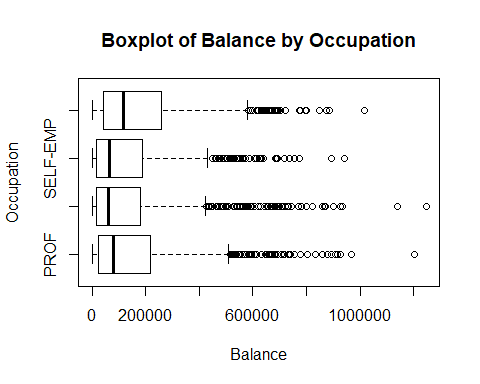 Boxplot of Balance by Occupation
Occupation
SELF-EMP
PROF
0 200000 600000 1000000
Balance